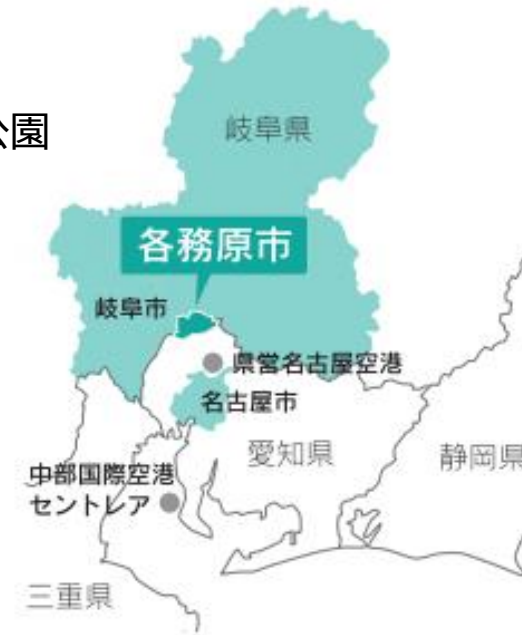 公園
岐阜県
各務原市
岐阜市
県営名古屋空港
名古屋市
愛知県
静岡県
中部国際空港
セントレア
三重県